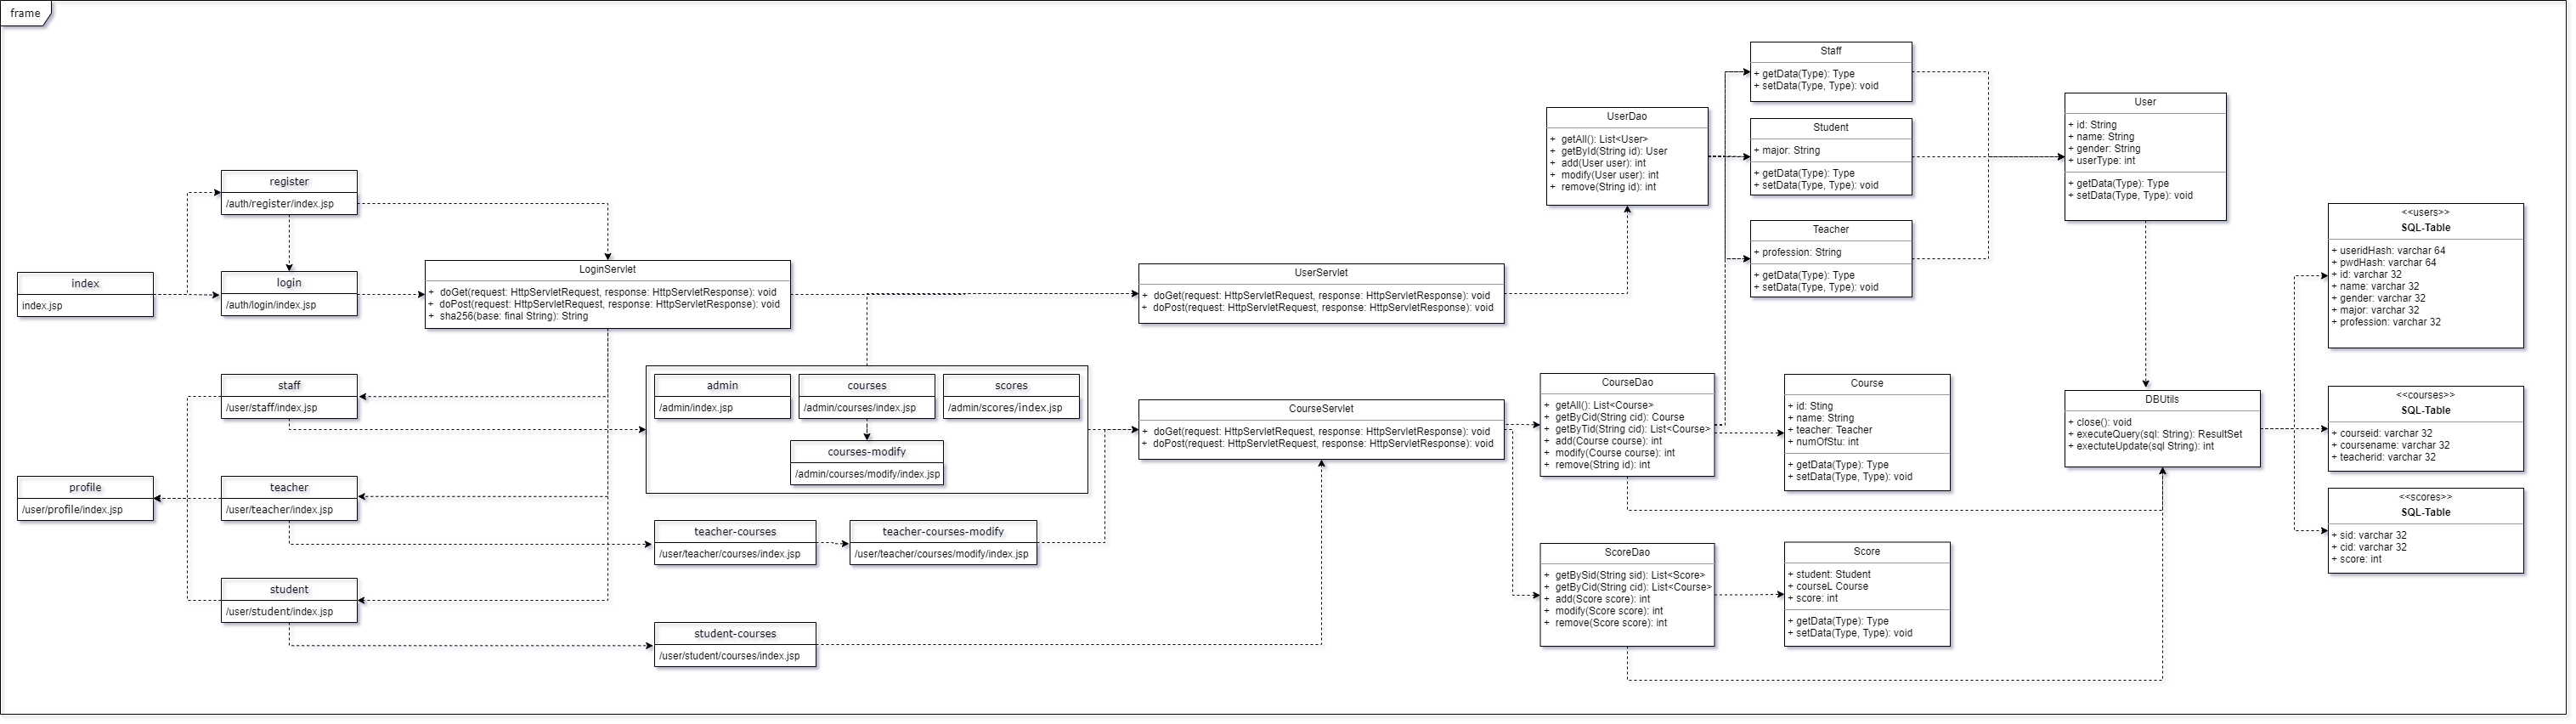 frame
register
/auth/register/index.jsp
index
index.jsp
login
/auth/login/index.jsp
LoginServlet
+ doGet(request: HttpServletRequest, response: HttpServletResponse): void
+ doPost(request: HttpServletRequest, response: HttpServletResponse): void
+ sha256(base: final String): String
staff
/user/staff/index.jsp
profile
/user/profile/index.jsp
teacher
/user/teacher/index.jsp
student
/user/student/index.jsp
admin
/admin/index.jsp
courses
/admin/courses/index.jsp
scores
/admin/scores/index.jsp
courses-modify
/admin/courses/modify/index.jsp
teacher-courses
/user/teacher/courses/index.jsp
teacher-courses-modify
/user/teacher/courses/modify/index.jsp
student-courses
/user/student/courses/index.jsp
UserServlet
+ doGet(request: HttpServletRequest, response: HttpServletResponse): void
+ doPost(request: HttpServletRequest, response: HttpServletResponse): void
CourseServlet
+ doGet(request: HttpServletRequest, response: HttpServletResponse): void
+ doPost(request: HttpServletRequest, response: HttpServletResponse): void
UserDao
+ getAll(): List<User>
+ getById(String id): User
+ add(User user): int
+ modify(User user): int
+ remove(String id): int
CourseDao
+ getAll(): List<Course>
+ getByCid(String cid): Course
+ getByTid(String cid): List<Course>
+ add(Course course): int
+ modify(Course course): int
+ remove(String id): int
ScoreDao
+ getBySid(String sid): List<Score>
+ getByCid(String cid): List<Course>
+ add(Score score): int
+ modify(Score score): int
+ remove(Score score): int
Staff
+ getData(Type): Type
+ setData(Type, Type): void
Student
+ major: String
+ getData(Type): Type
+ setData(Type, Type): void
Teacher
+ profession: String
+ getData(Type): Type
+ setData(Type, Type): void
Course
+ id: Sting
+ name: String
+ teacher: Teacher
+ numOfStu: int
+ getData(Type): Type
+ setData(Type, Type): void
Score
+ student: Student
+ courseL Course
+ score: int
+ getData(Type): Type
+ setData(Type, Type): void
User
+ id: String
+ name: String
+ gender: String
+ userType: int
+ getData(Type): Type
+ setData(Type, Type): void
DBUtils
+ close(): void
+ executeQuery(sql: String): ResultSet
+ exectuteUpdate(sql String): int
<<users>>
SQL-Table
+ useridHash: varchar 64
+ pwdHash: varchar 64
+ id: varchar 32
+ name: varchar 32
+ gender: varchar 32
+ major: varchar 32
+ profession: varchar 32
<<courses>>
SQL-Table
+ courseid: varchar 32
+ coursename: varchar 32
+ teacherid: varchar 32
<<scores>>
SQL-Table
+ sid: varchar 32
+ cid: varchar 32
+ score: int